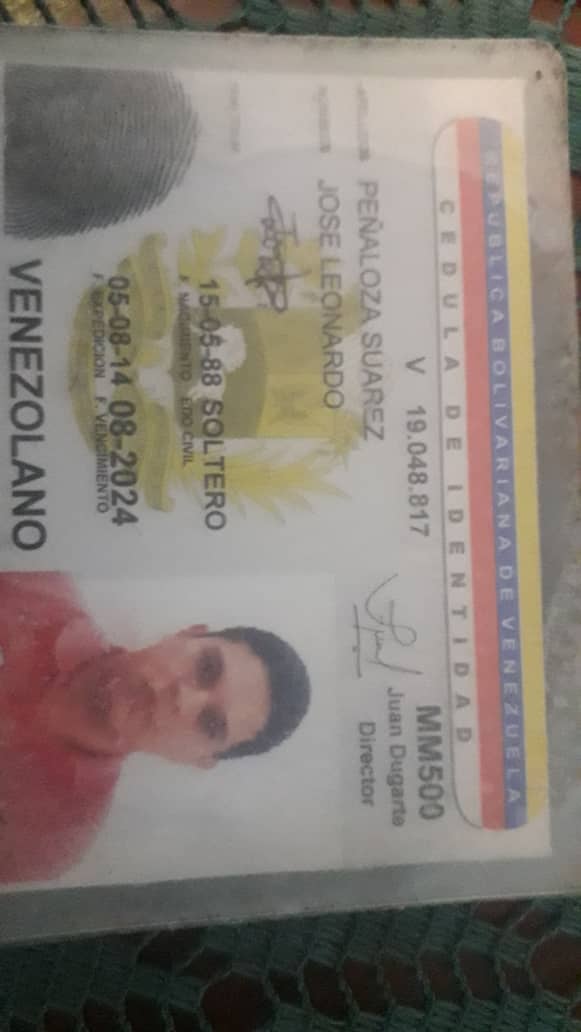 REPUBLICA BOLIVARIANA DE VENEZUELA
CEDULA DE IDENTIDAD
V 19.048.817
MM500
Juan Dugarte
Director
APELLIDOS
PEÑALOZA SUAREZ
NOMBRES
JOSE LEONARDO
15-05-88 SOLTERO
F. NACIMIENTO EDO CIVIL
05-08-14 08-2024
F. EXPEDICION F. VENCIMIENTO
VENEZOLANO